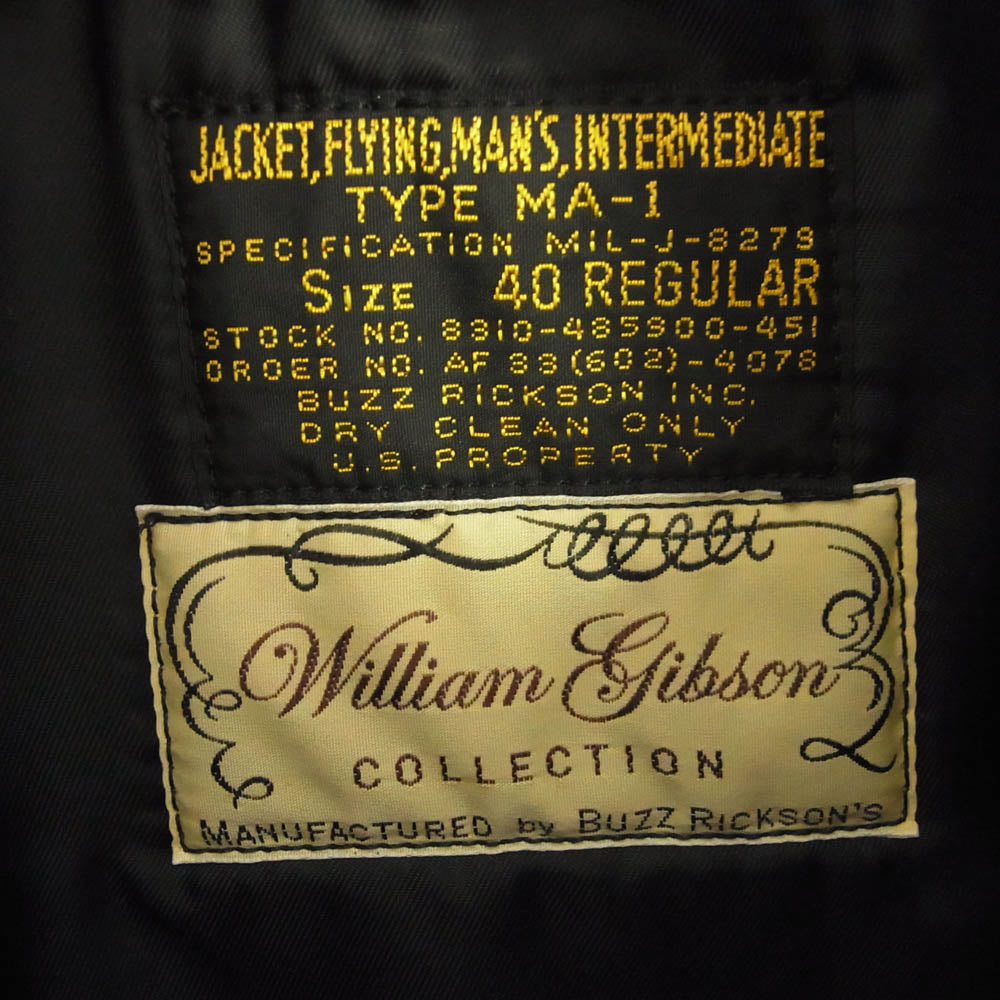 JACKET,FLYING,MAN'S,INTERMEDIATE
TYPE MA-1
SPECIFICATION MIL-J-8279
SIZE 40 REGULAR
STOCK NO. 8310-485900-451
ORDER NO. AF 33(602)-4078
BUZZ RICKSON INC.
DRY CLEAN ONLY
U.S. PROPERTY
William Gibson
COLLECTION
MANUFACTURED by BUZZ RICKSON'S